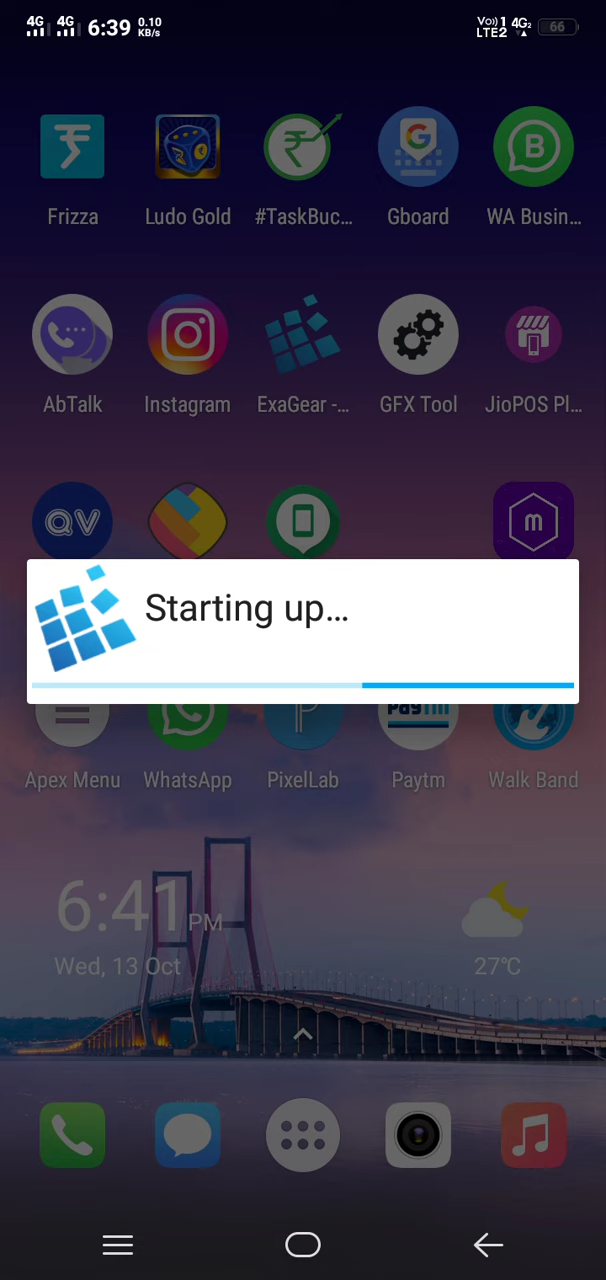 4G 4G 6:39 0.10 KB/s Vo) 1 LTE2 4G2 66
Frizza Ludo Gold #TaskBuc... Gboard WA Busin...
AbTalk Instagram ExaGear -... GFX Tool JioPOS Pl...
QV m
Starting up...
Paytm
Apex Menu WhatsApp PixelLab Paytm Walk Band
6:41 PM
Wed, 13 Oct 27℃